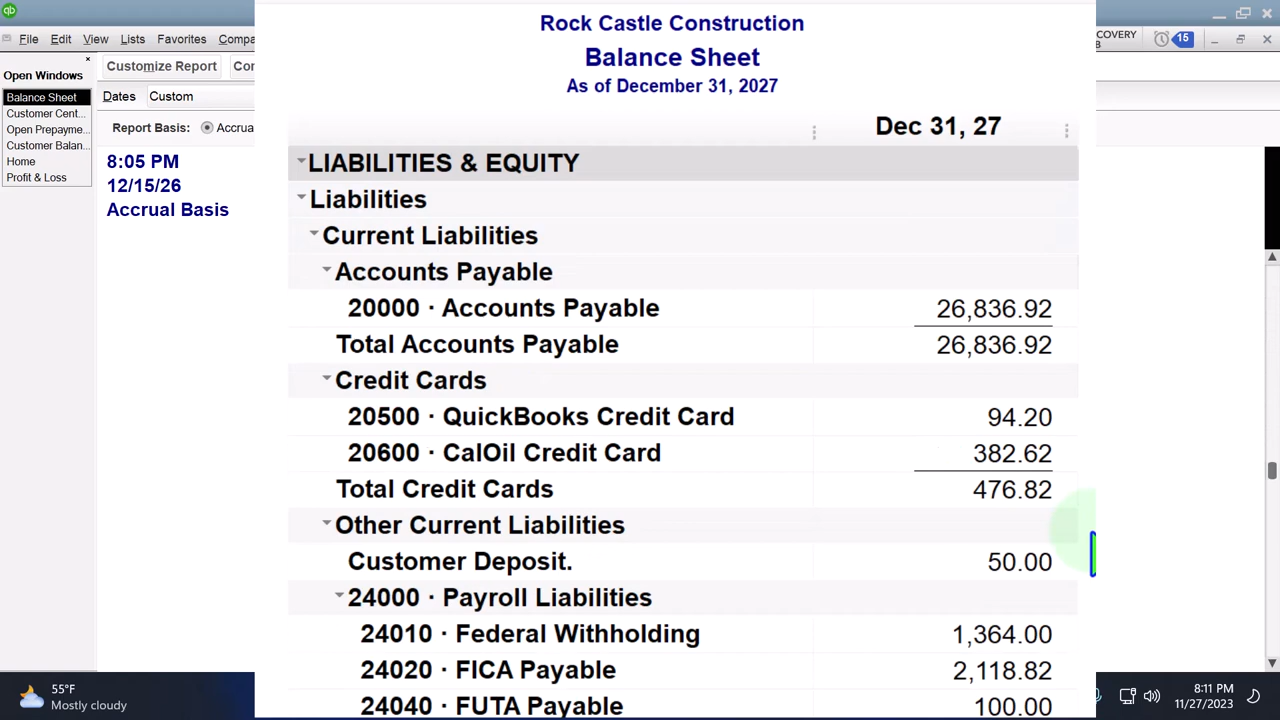 qb
File Edit View Lists Favorites Compa
COVERY
B
15
Open Windows
Balance Sheet
Customer Cent...
Open Prepayme...
Customer Balan...
Home
Profit & Loss
Customize Report Cor
Dates Custom
Report Basis: Accrua
8:05 PM
12/15/26
Accrual Basis
Rock Castle Construction
Balance Sheet
As of December 31, 2027
Dec 31, 27
LIABILITIES & EQUITY
Liabilities
Current Liabilities
Accounts Payable
20000 · Accounts Payable 26,836.92
Total Accounts Payable 26,836.92
Credit Cards
20500 · QuickBooks Credit Card 94.20
20600 · CalOil Credit Card 382.62
Total Credit Cards 476.82
Other Current Liabilities
Customer Deposit. 50.00
24000 · Payroll Liabilities
24010 · Federal Withholding 1,364.00
24020 · FICA Payable 2,118.82
24040 · FUTA Payable 100.00
55°F
Mostly cloudy
8:11 PM
11/27/2023